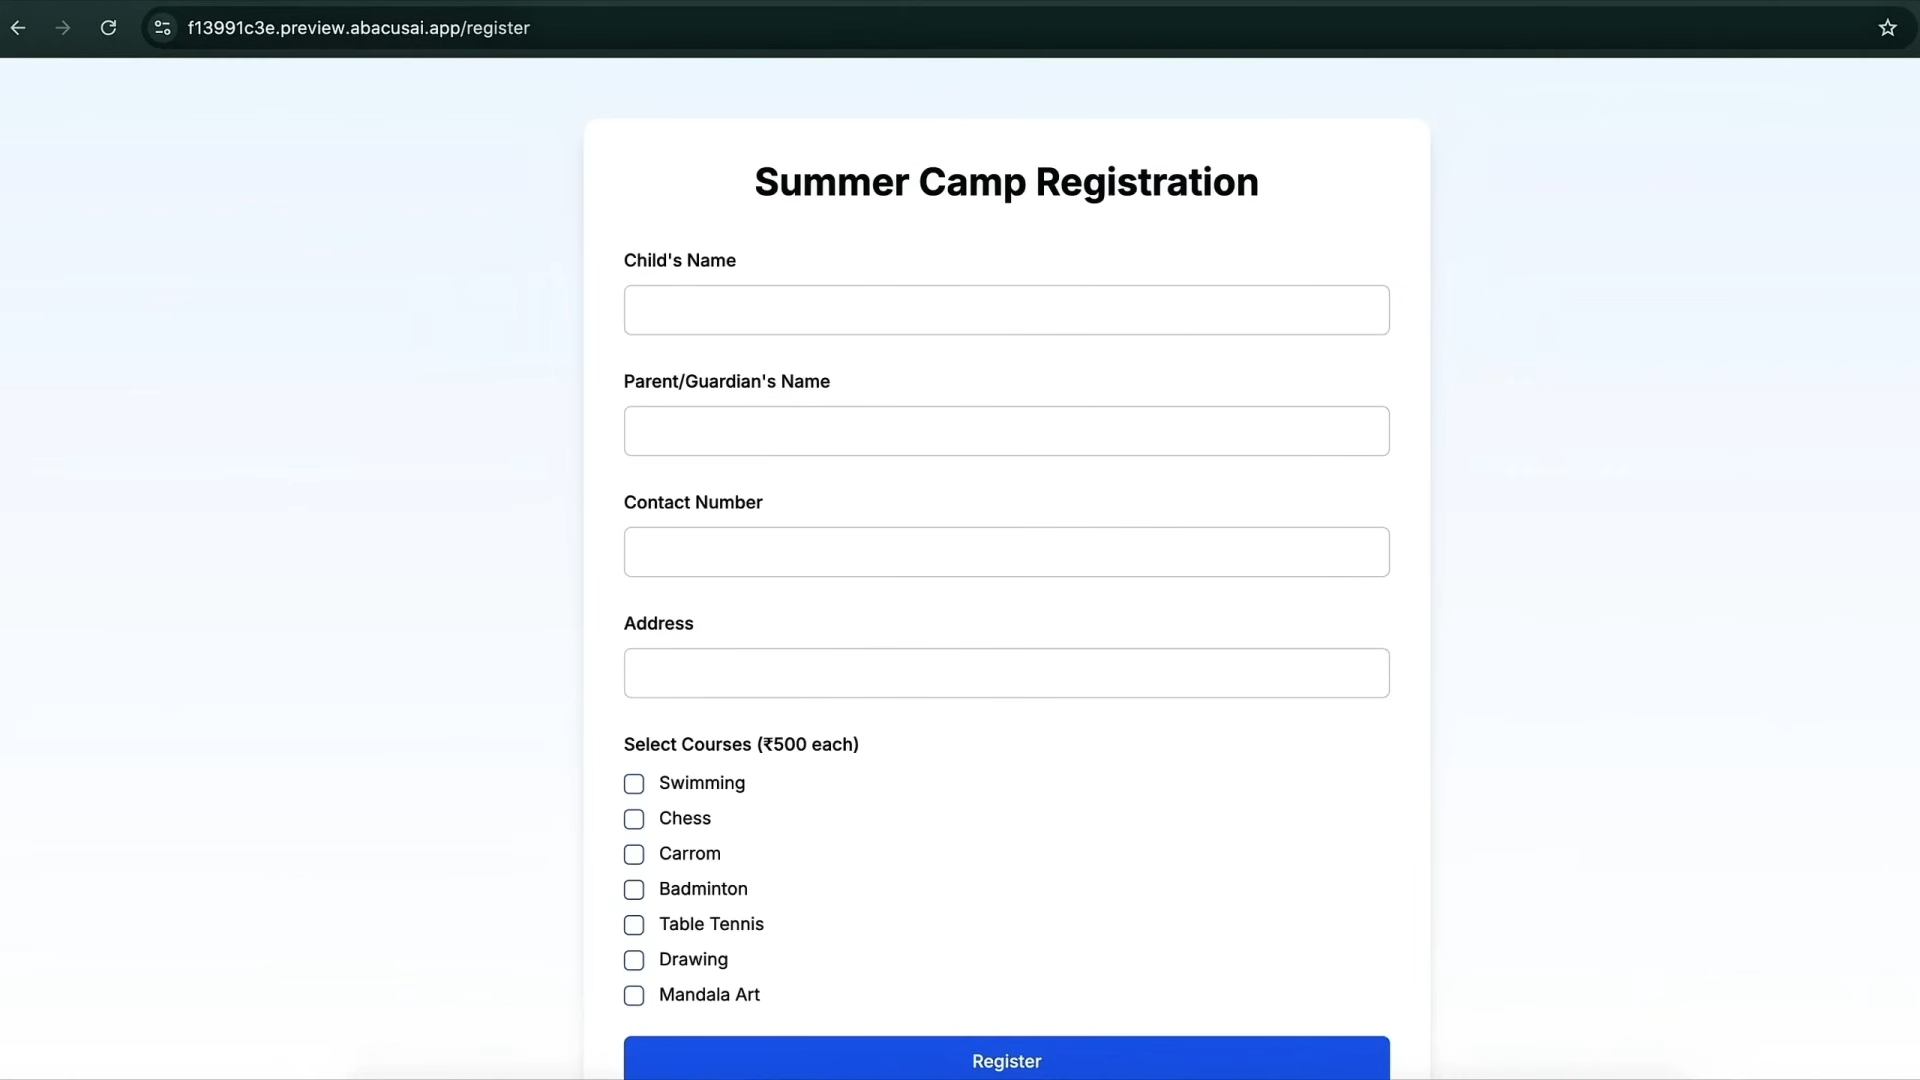 f13991c3e.preview.abacusai.app/register
Summer Camp Registration
Child's Name
Parent/Guardian's Name
Contact Number
Address
Select Courses (₹500 each)
Swimming
Chess
Carrom
Badminton
Table Tennis
Drawing
Mandala Art
Register